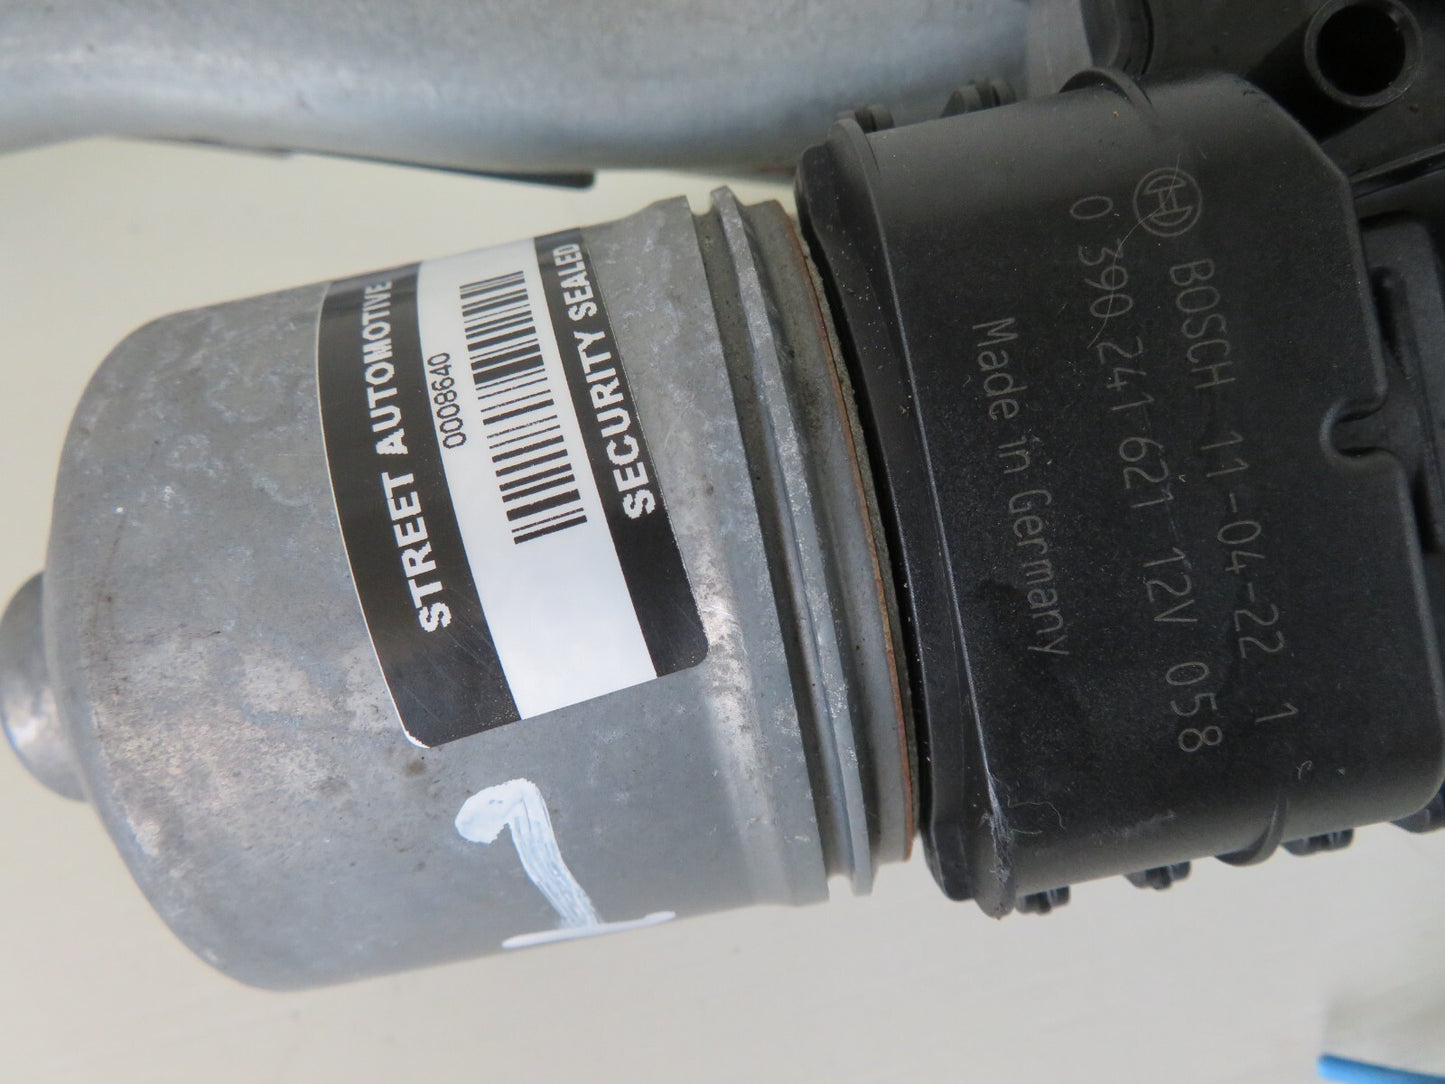 STREET AUTOMOTIVE
0008640
SECURITY SEALED
BOSCH 11-04-22 1
0 390 241 621 12V 058
Made in Germany